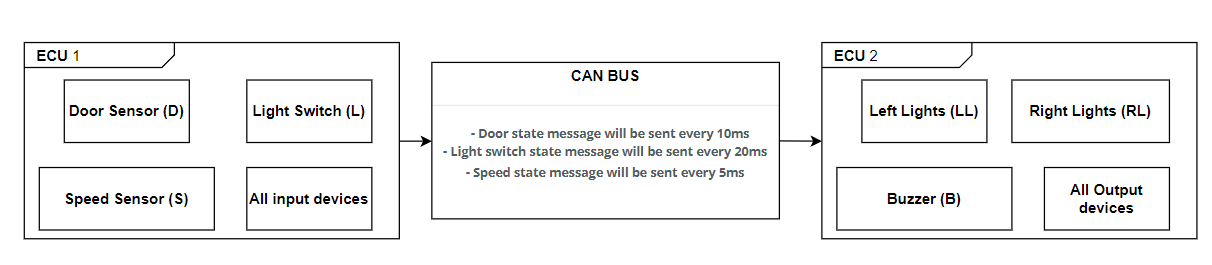 ECU 1
Door Sensor (D)
Light Switch (L)
Speed Sensor (S)
All input devices
CAN BUS
- Door state message will be sent every 10ms
- Light switch state message will be sent every 20ms
- Speed state message will be sent every 5ms
ECU 2
Left Lights (LL)
Right Lights (RL)
Buzzer (B)
All Output
devices